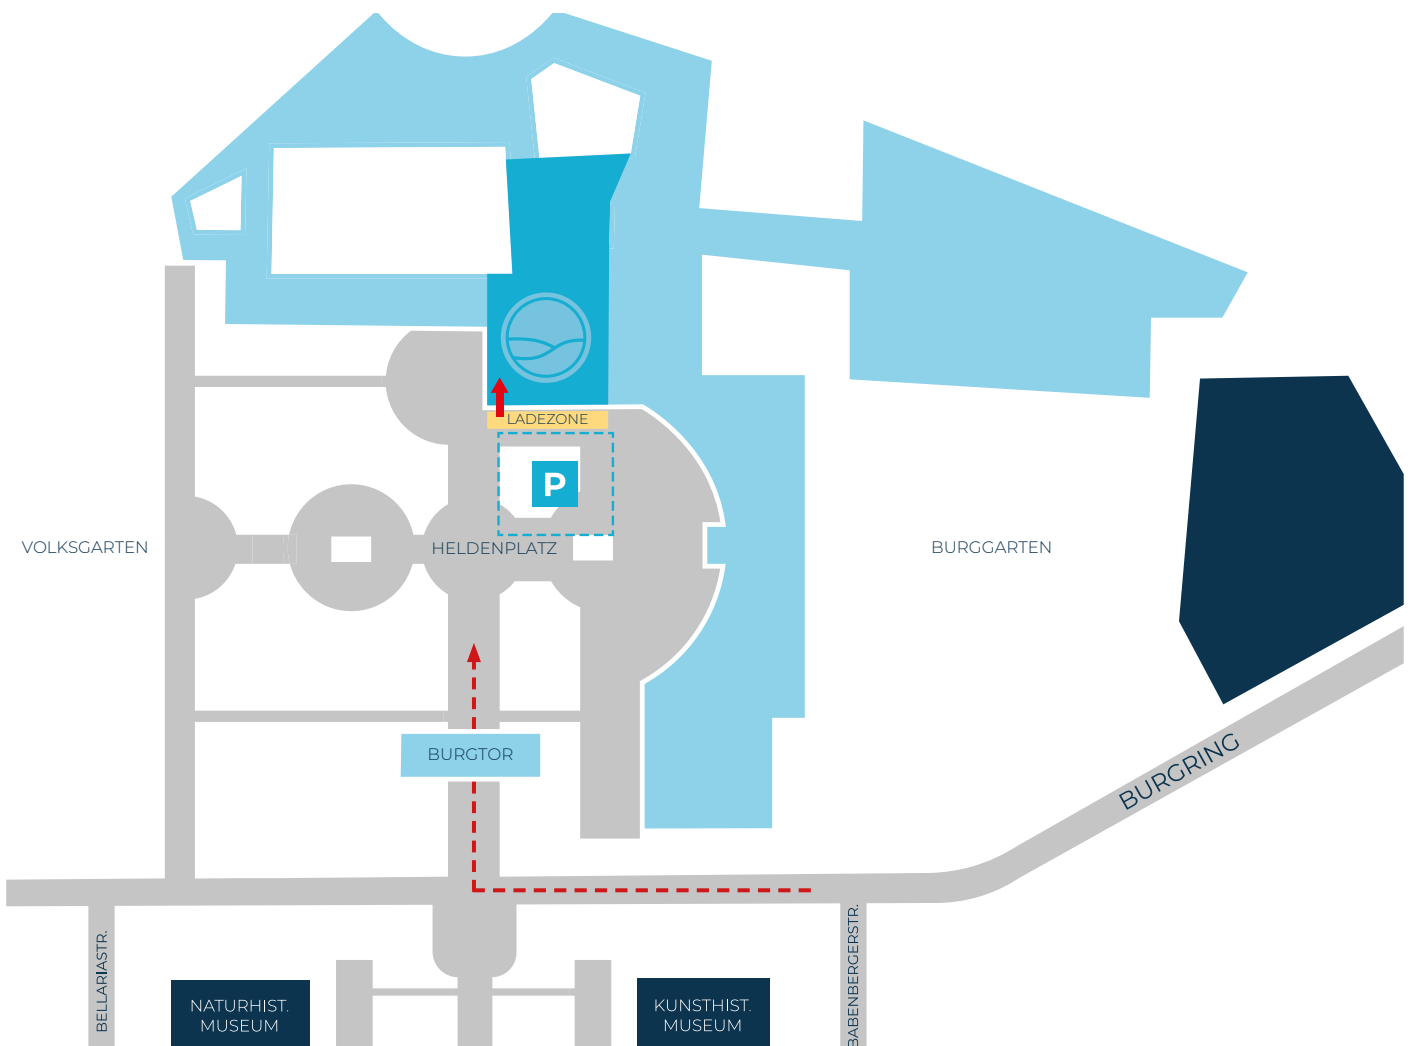 LADEZONE
P
VOLKSGARTEN
HELDENPLATZ
BURGGARTEN
BURGTOR
BURGRING
BELLARIASTR.
NATURHIST.
MUSEUM
KUNSTHIST.
MUSEUM
BABENBERGERSTR.